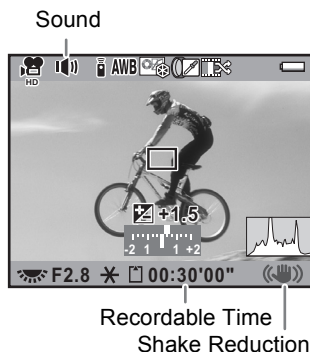 Sound
HD AWB
+1.5
-2 1 1 +2
F2.8 00:30'00"
Recordable Time
Shake Reduction